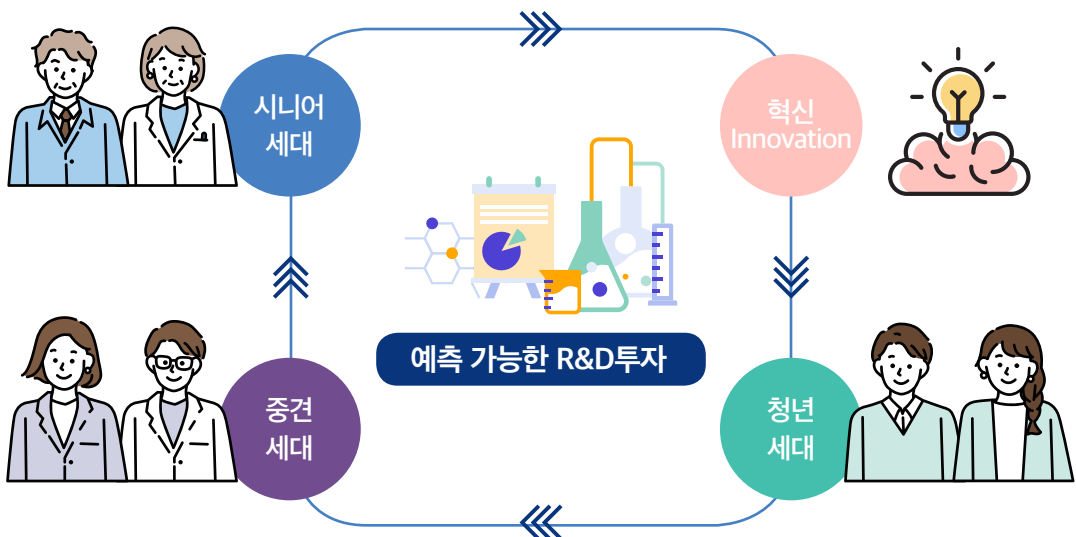 시니어
세대
혁신
Innovation
예측 가능한 R&D투자
중견
세대
청년
세대